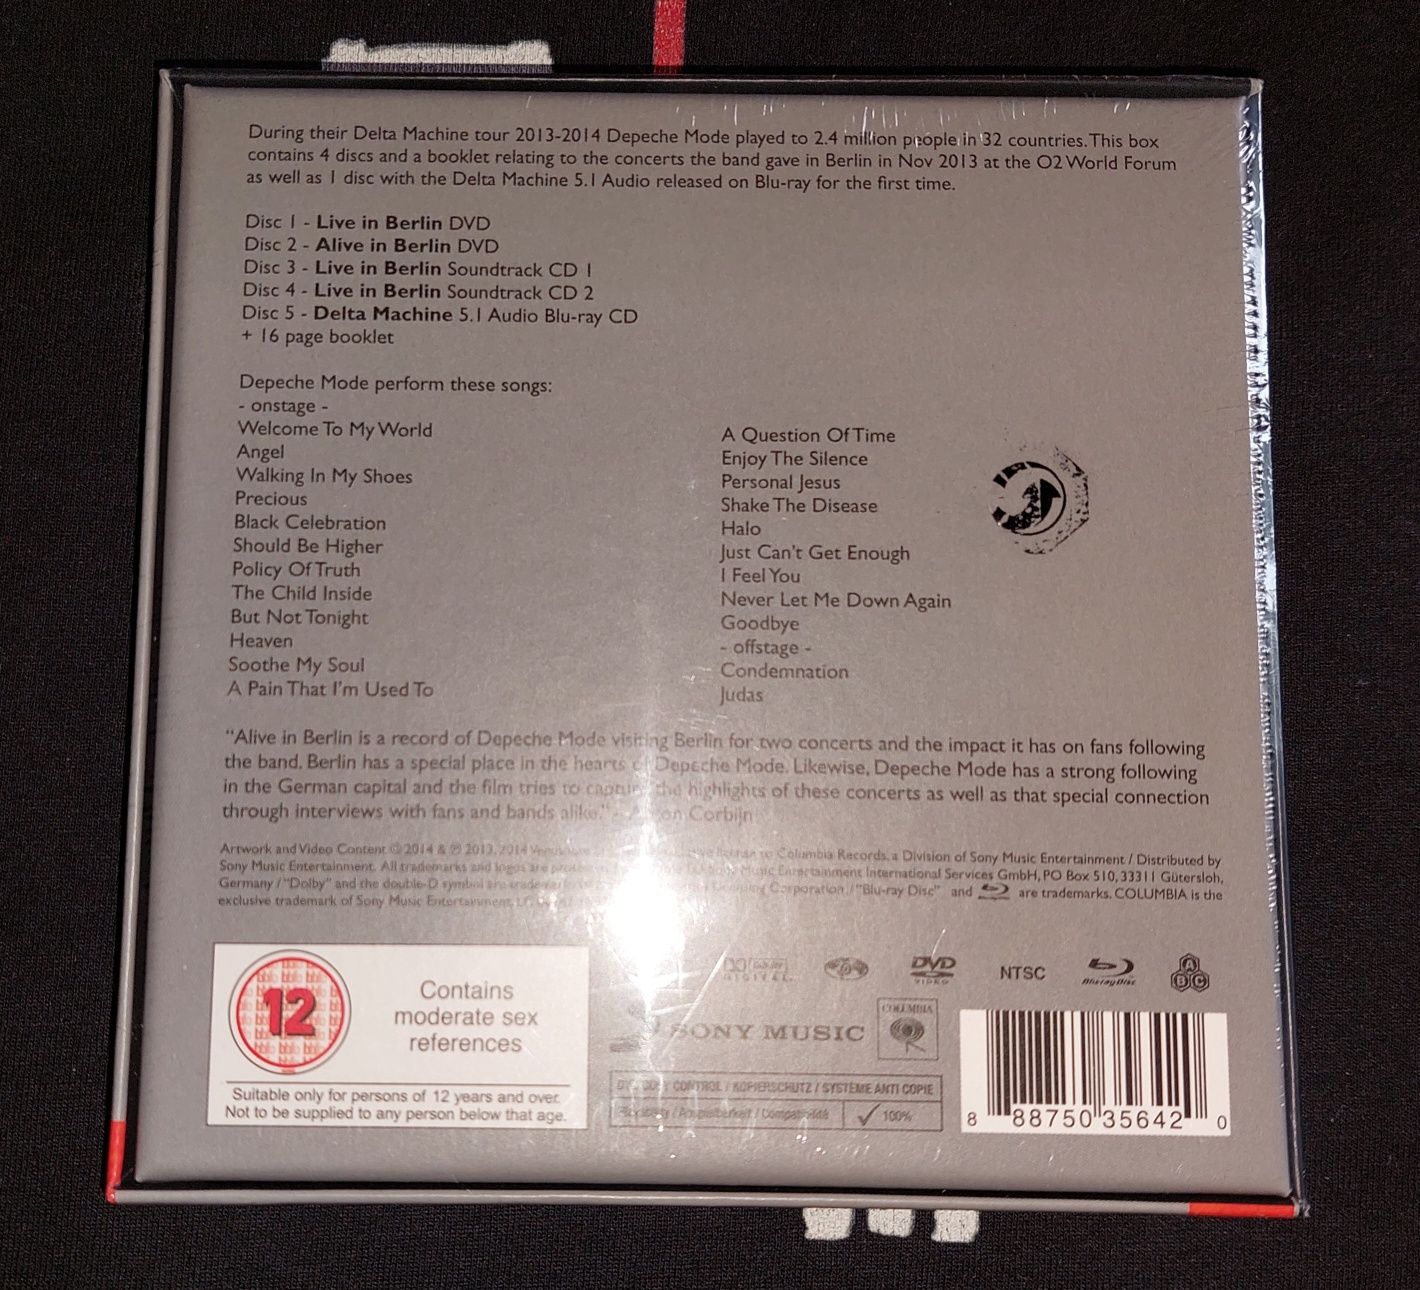 During their Delta Machine tour 2013-2014 Depeche Mode played to 2.4 million people in 32 countries. This box
contains 4 discs and a booklet relating to the concerts the band gave in Berlin in Nov 2013 at the O2 World Forum
as well as 1 disc with the Delta Machine 5.1 Audio released on Blu-ray for the first time.
Disc 1 - Live in Berlin DVD
Disc 2 - Alive in Berlin DVD
Disc 3 - Live in Berlin Soundtrack CD 1
Disc 4 - Live in Berlin Soundtrack CD 2
Disc 5 - Delta Machine 5.1 Audio Blu-ray CD
+ 16 page booklet
Depeche Mode perform these songs:
- onstage -
Welcome To My World
Angel
Walking In My Shoes
Precious
Black Celebration
Should Be Higher
Policy Of Truth
The Child Inside
But Not Tonight
Heaven
Soothe My Soul
A Pain That I'm Used To
A Question Of Time
Enjoy The Silence
Personal Jesus
Shake The Disease
Halo
Just Can't Get Enough
I Feel You
Never Let Me Down Again
Goodbye
- offstage -
Condemnation
Judas
"Alive in Berlin is a record of Depeche Mode visiting Berlin for two concerts and the impact it has on fans following
the band. Berlin has a special place in the hearts of Depeche Mode. Likewise, Depeche Mode has a strong following
in the German capital and the film tries to capture the highlights of these concerts as well as that special connection
through interviews with fans and bands alike." Corbijn
Artwork and Video Content © 2014 & ℗ 2013, 2014 license to Columbia Records, a Division of Sony Music Entertainment / Distributed by
Sony Music Entertainment. All trademarks and logos are Music Entertainment International Services GmbH, PO Box 510, 33311 Gütersloh,
Germany / "Dolby" and the double-D symbol are Licensing Corporation. / "Blu-ray Disc" and are trademarks. COLUMBIA is the
exclusive trademark of Sony Music Entertainment.
12
Contains
moderate sex
references
Suitable only for persons of 12 years and over.
Not to be supplied to any person below that age.
DIGITAL
DVD
VIDEO
NTSC
Blu-ray Disc
A
B C
SONY MUSIC
COLUMBIA
COPY CONTROL / KOPIERSCHUTZ / SYSTÈME ANTI COPIE
100%
8 88750 35642 0